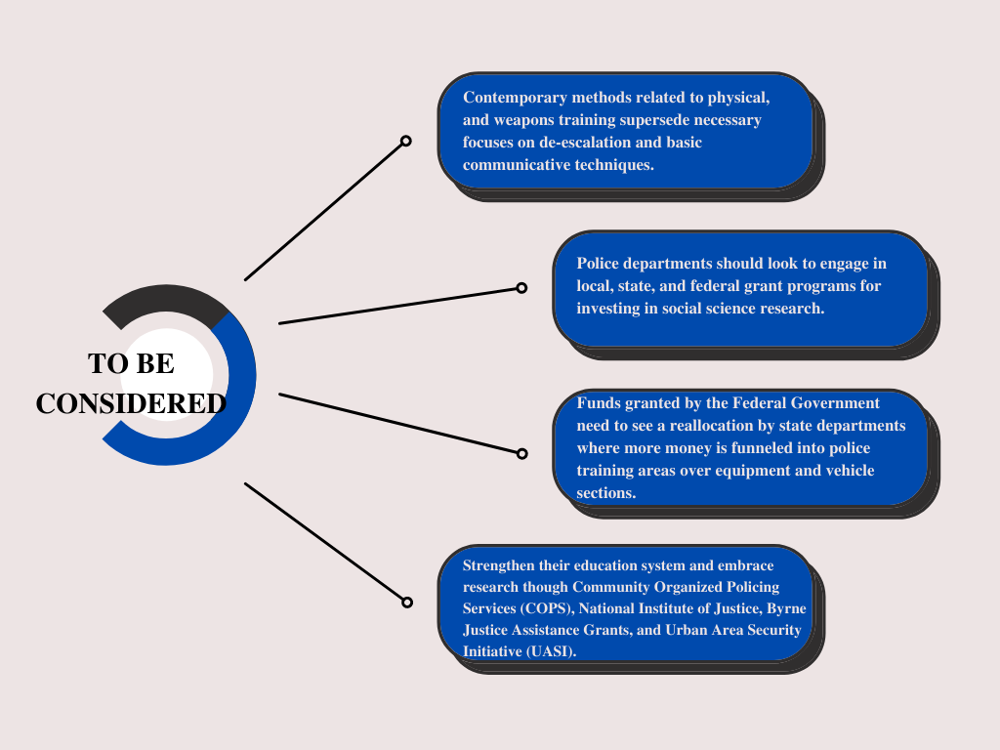 Contemporary methods related to physical,
and weapons training supersede necessary
focuses on de-escalation and basic
communicative techniques.
Police departments should look to engage in
local, state, and federal grant programs for
investing in social science research.
TO BE
CONSIDERED
Funds granted by the Federal Government
need to see a reallocation by state departments
where more money is funneled into police
training areas over equipment and vehicle
sections.
Strengthen their education system and embrace
research though Community Organized Policing
Services (COPS), National Institute of Justice, Byrne
Justice Assistance Grants, and Urban Area Security
Initiative (UASI).